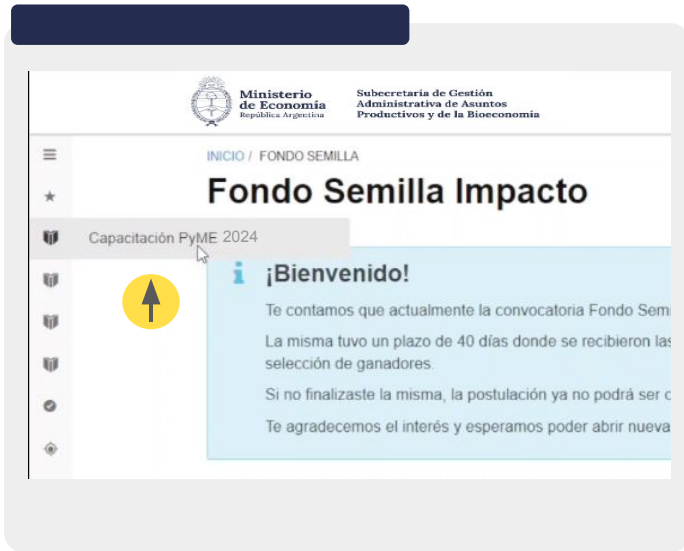 Ministerio
de Economía
República Argentina
Subecretaría de Gestión
Administrativa de Asuntos
Productivos y de la Bioeconomía
INICIO / FONDO SEMILLA
Fondo Semilla Impacto
Capacitación PyME 2024
¡Bienvenido!
Te contamos que actualmente la convocatoria Fondo Semi
La misma tuvo un plazo de 40 días donde se recibieron las
selección de ganadores.
Si no finalizaste la misma, la postulación ya no podrá ser c
Te agradecemos el interés y esperamos poder abrir nueva